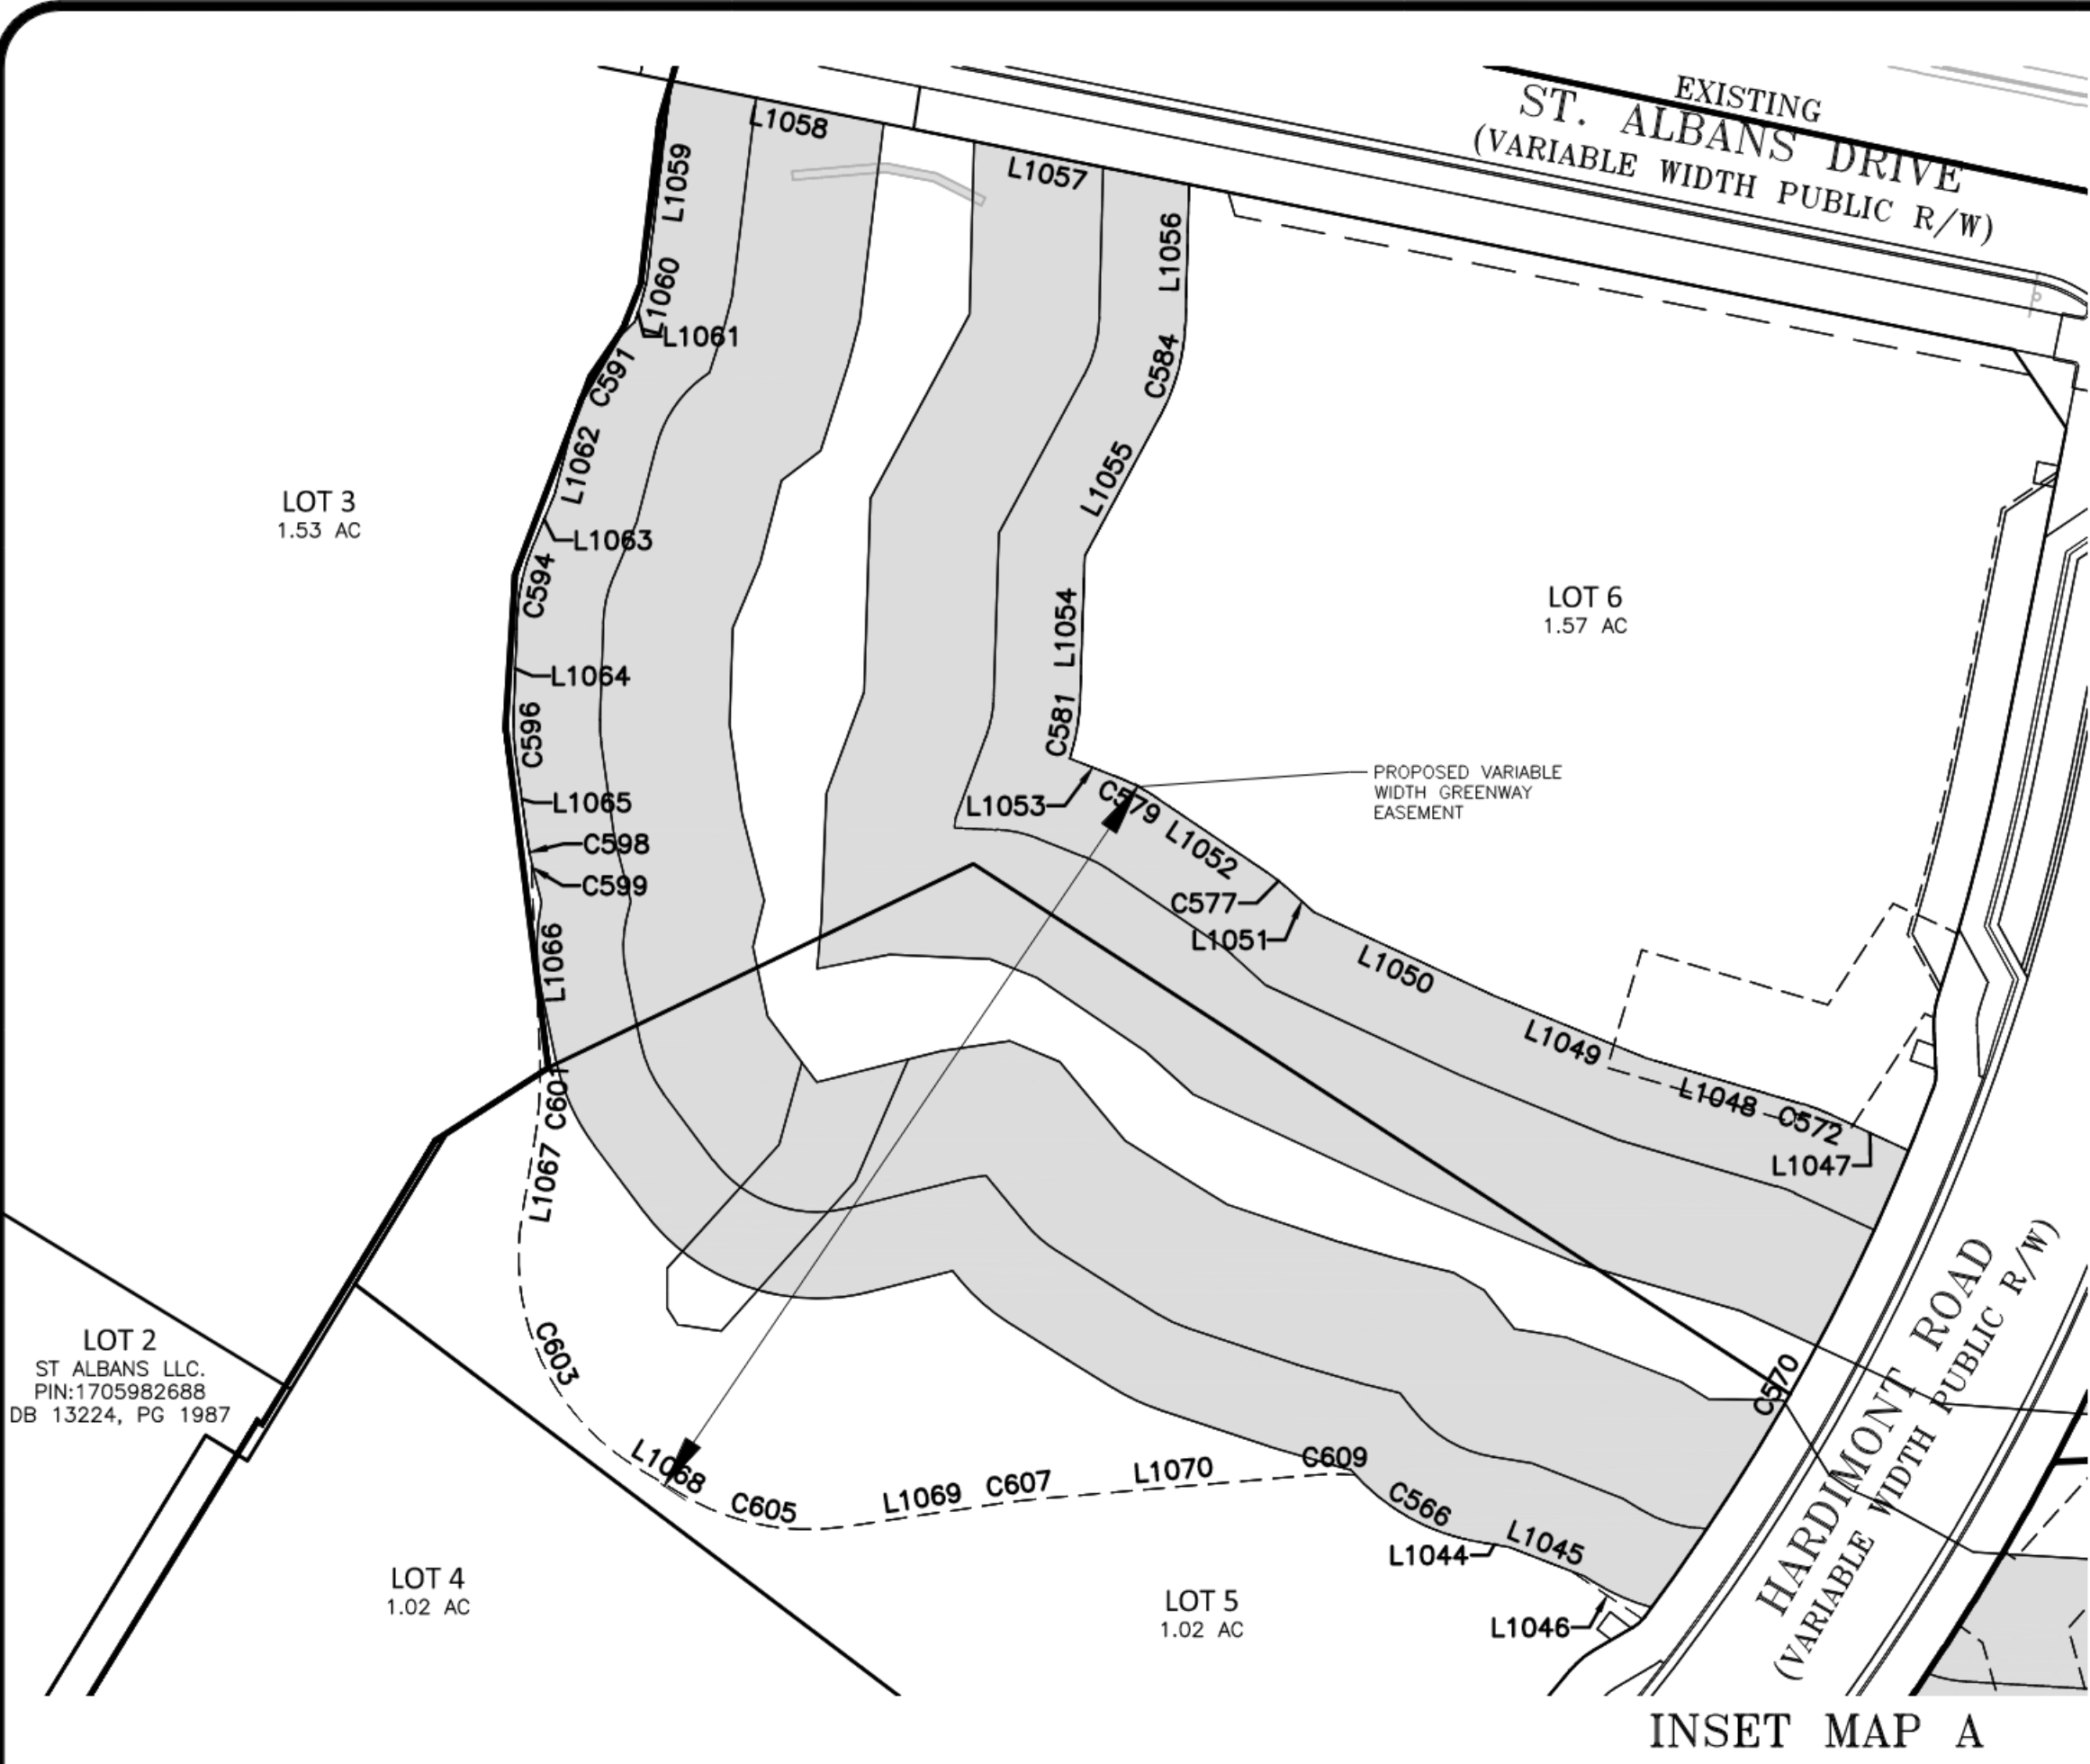 EXISTING
ST. ALBANS DRIVE
(VARIABLE WIDTH PUBLIC R/W)
L1058
L1057
L1059
L1056
L1060
L1061
C584
C591
L1062
L1055
LOT 3
1.53 AC
L1063
C594
L1054
LOT 6
1.57 AC
L1064
C596
C581
PROPOSED VARIABLE
WIDTH GREENWAY
EASEMENT
L1053
C579
L1052
L1065
C598
C599
C577
L1051
L1066
L1050
L1049
L1048
C572
L1047
C601
L1067
C603
LOT 2
ST ALBANS LLC.
PIN:1705982688
DB 13224, PG 1987
C570
HARDIMONT ROAD
(VARIABLE WIDTH PUBLIC R/W)
L1068
C605
L1069
C607
L1070
C609
C566
L1045
L1044
L1046
LOT 4
1.02 AC
LOT 5
1.02 AC
INSET MAP A